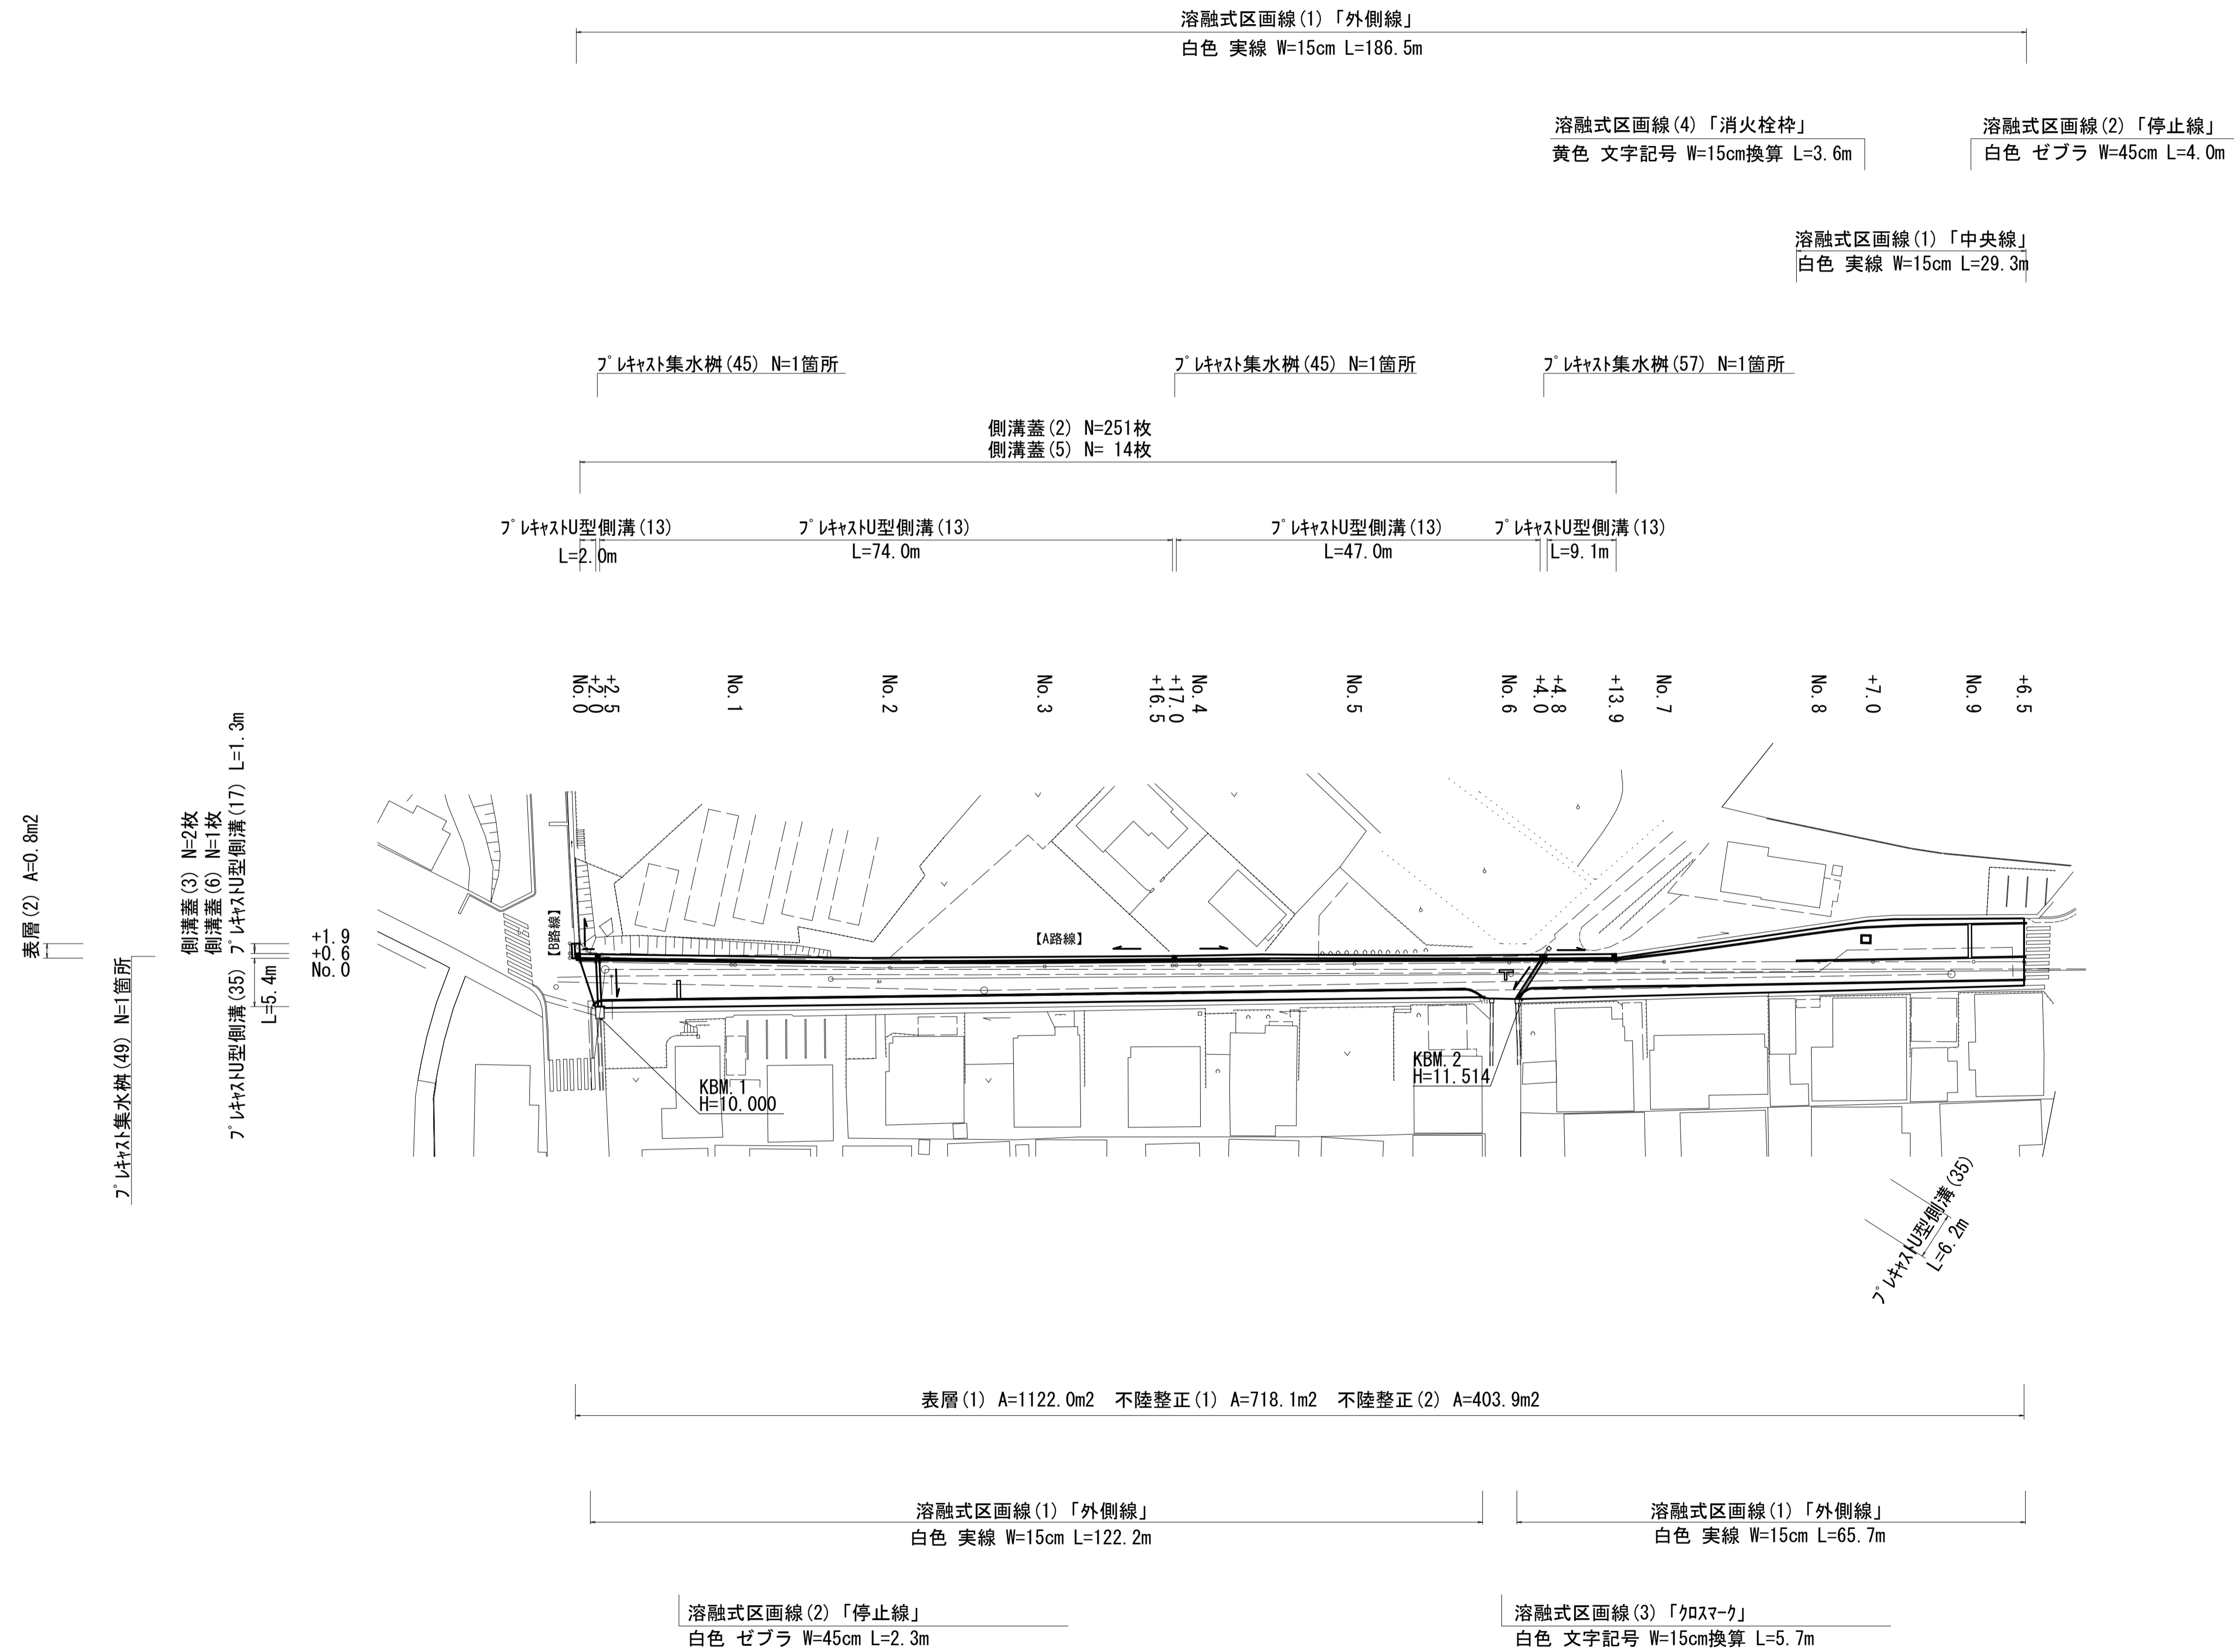 溶融式区画線(1)「外側線」
白色 実線 W=15cm L=186.5m
溶融式区画線(4)「消火栓枠」
黄色 文字記号 W=15cm換算 L=3.6m
溶融式区画線(2)「停止線」
白色 ゼブラ W=45cm L=4.0m
溶融式区画線(1)「中央線」
白色 実線 W=15cm L=29.3m
ﾌﾟﾚｷｬｽﾄ集水桝(45) N=1箇所
ﾌﾟﾚｷｬｽﾄ集水桝(45) N=1箇所
ﾌﾟﾚｷｬｽﾄ集水桝(57) N=1箇所
側溝蓋(2) N=251枚
側溝蓋(5) N= 14枚
ﾌﾟﾚｷｬｽﾄU型側溝(13)
L=2.0m
ﾌﾟﾚｷｬｽﾄU型側溝(13)
L=74.0m
ﾌﾟﾚｷｬｽﾄU型側溝(13)
L=47.0m
ﾌﾟﾚｷｬｽﾄU型側溝(13)
L=9.1m
No.0
+2.0
+2.5
No.1
No.2
No.3
+16.5
+17.0
No.4
No.5
No.6
+4.0
+4.8
+13.9
No.7
No.8
+7.0
No.9
+6.5
表層(2) A=0.8m2
ﾌﾟﾚｷｬｽﾄ集水桝(49) N=1箇所
側溝蓋(3) N=2枚
側溝蓋(6) N=1枚
ﾌﾟﾚｷｬｽﾄU型側溝(17) L=1.3m
ﾌﾟﾚｷｬｽﾄU型側溝(35)
L=5.4m
+1.9
+0.6
No.0
【B路線】
【A路線】
KBM.1
H=10.000
KBM.2
H=11.514
ﾌﾟﾚｷｬｽﾄU型側溝(35)
L=6.2m
表層(1) A=1122.0m2 不陸整正(1) A=718.1m2 不陸整正(2) A=403.9m2
溶融式区画線(1)「外側線」
白色 実線 W=15cm L=122.2m
溶融式区画線(1)「外側線」
白色 実線 W=15cm L=65.7m
溶融式区画線(2)「停止線」
白色 ゼブラ W=45cm L=2.3m
溶融式区画線(3)「ｸﾛｽﾏｰｸ」
白色 文字記号 W=15cm換算 L=5.7m